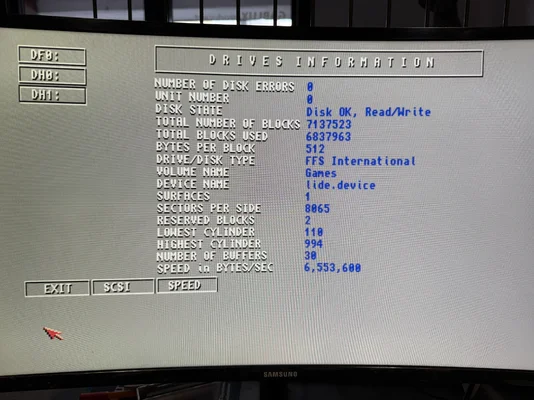 DF0:
DH0:
DH1:
DRIVES INFORMATION
NUMBER OF DISK ERRORS 0
UNIT NUMBER 0
DISK STATE Disk OK, Read/Write
TOTAL NUMBER OF BLOCKS 7137523
TOTAL BLOCKS USED 6837963
BYTES PER BLOCK 512
DRIVE/DISK TYPE FFS International
VOLUME NAME Games
DEVICE NAME lide.device
SURFACES 1
SECTORS PER SIDE 8065
RESERVED BLOCKS 2
LOWEST CYLINDER 110
HIGHEST CYLINDER 994
NUMBER OF BUFFERS 30
SPEED in BYTES/SEC 6,553,600
EXIT SCSI SPEED
SAMSUNG